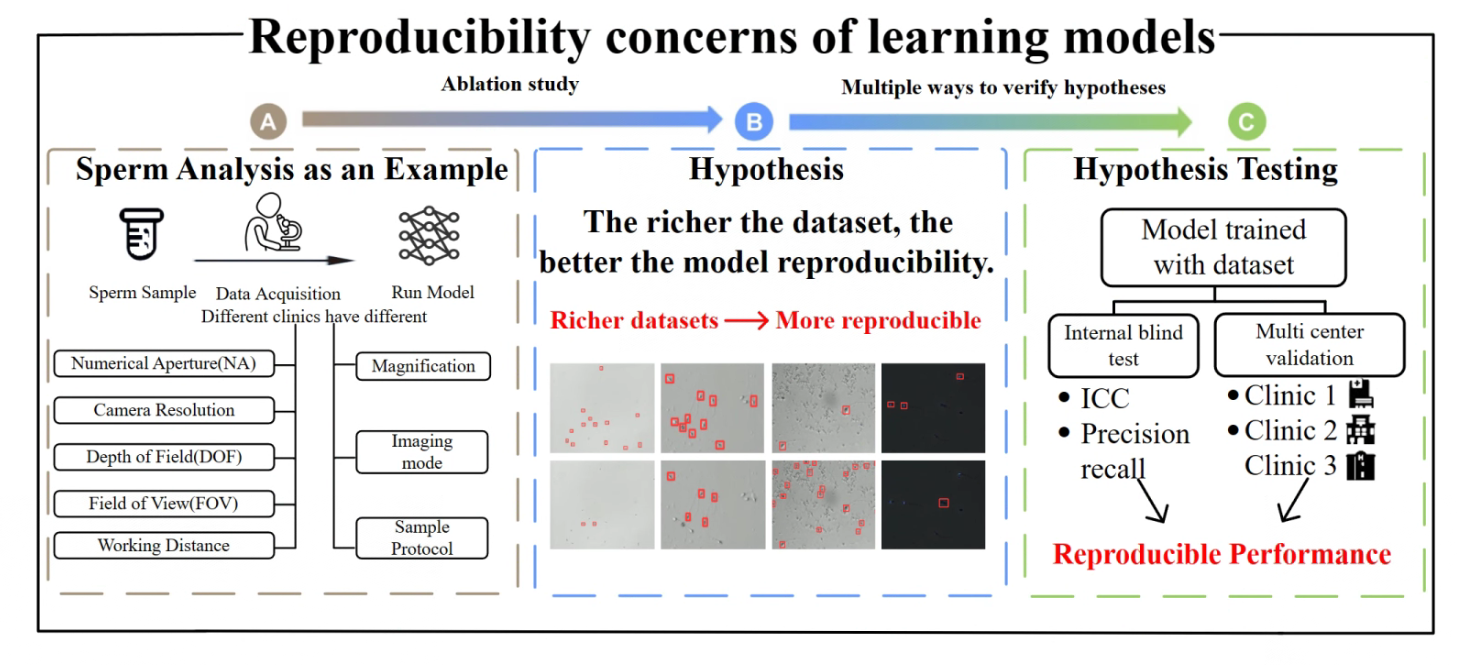 Reproducibility concerns of learning models
Ablation study
Multiple ways to verify hypotheses
A
B
C
Sperm Analysis as an Example
Sperm Sample
Data Acquisition
Run Model
Different clinics have different
Numerical Aperture(NA)
Camera Resolution
Depth of Field(DOF)
Field of View(FOV)
Working Distance
Magnification
Imaging
mode
Sample
Protocol
Hypothesis
The richer the dataset, the
better the model reproducibility.
Richer datasets → More reproducible
Hypothesis Testing
Model trained
with dataset
Internal blind
test
• ICC
• Precision
recall
Multi center
validation
• Clinic 1
• Clinic 2
Clinic 3
Reproducible Performance